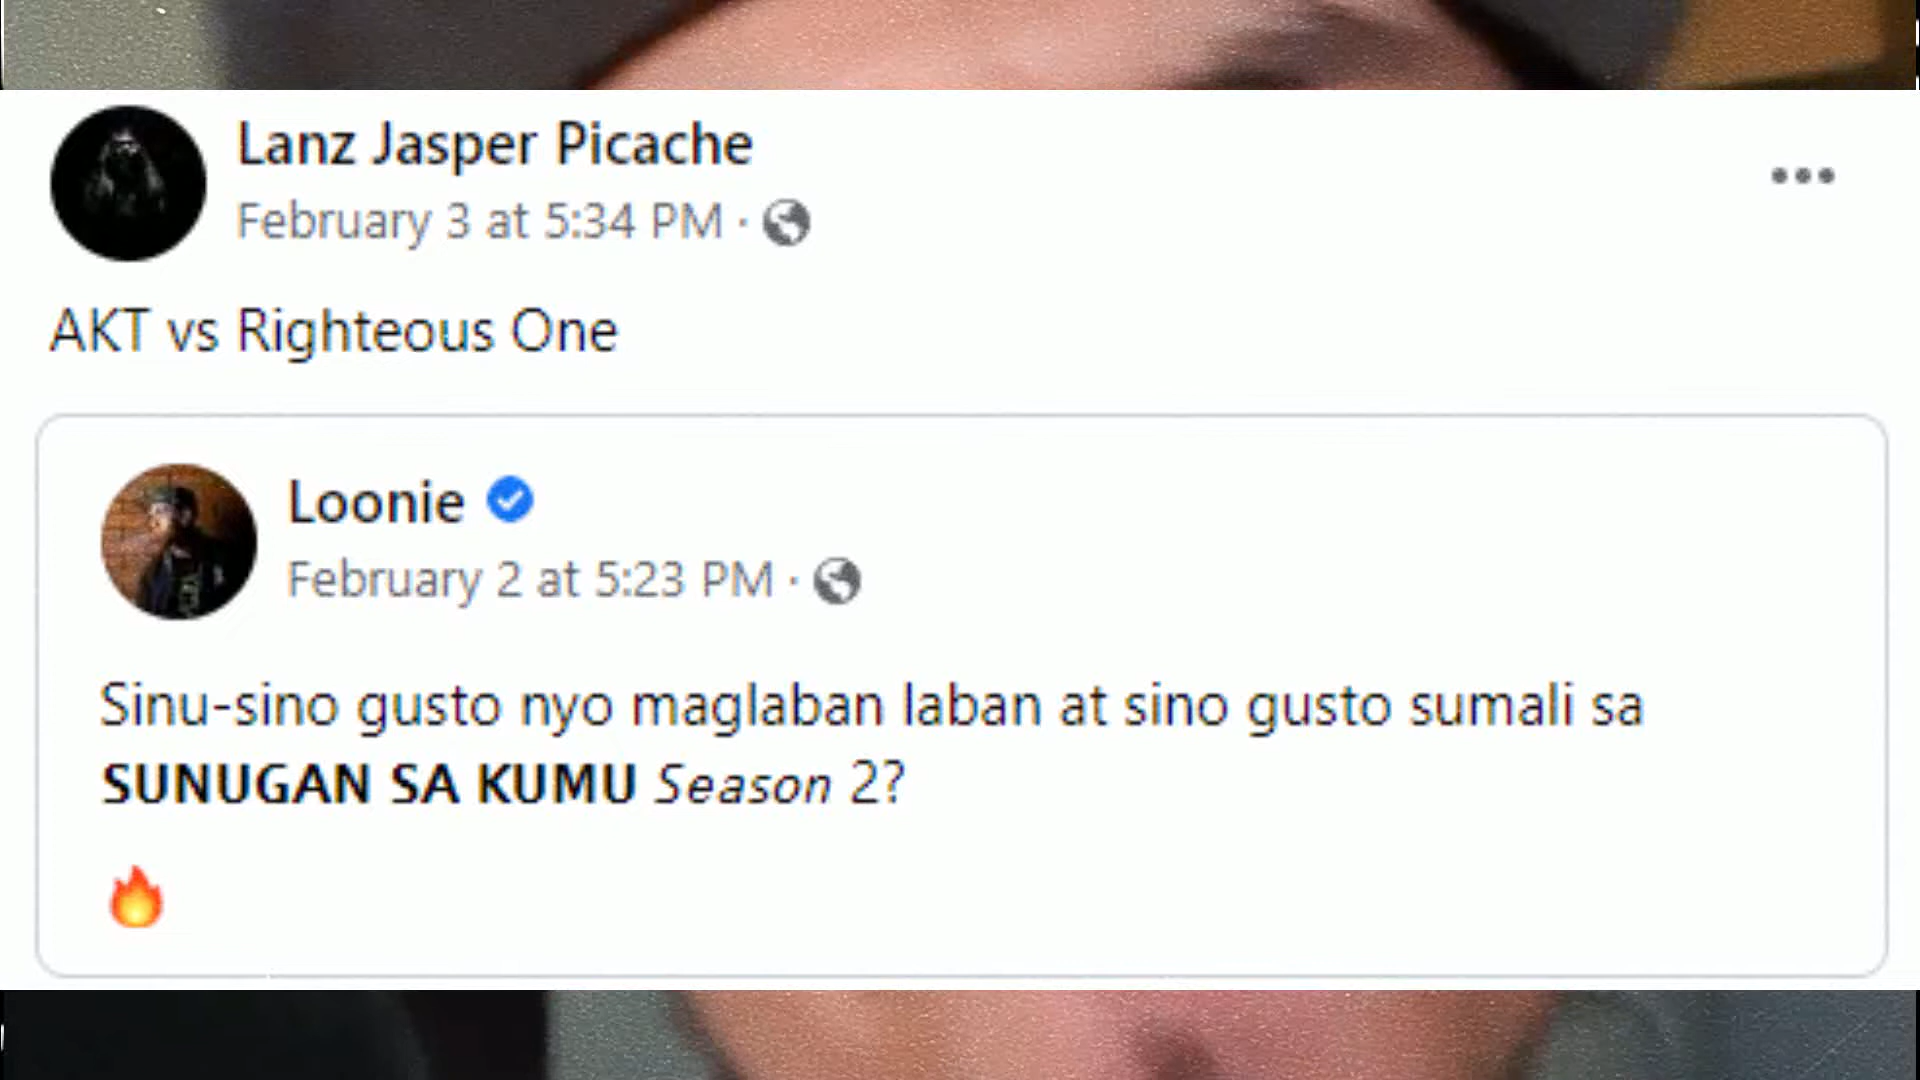 Lanz Jasper Picache
February 3 at 5:34 PM ·
AKT vs Righteous One
Loonie
February 2 at 5:23 PM ·
Sinu-sino gusto nyo maglaban laban at sino gusto sumali sa
SUNUGAN SA KUMU Season 2?